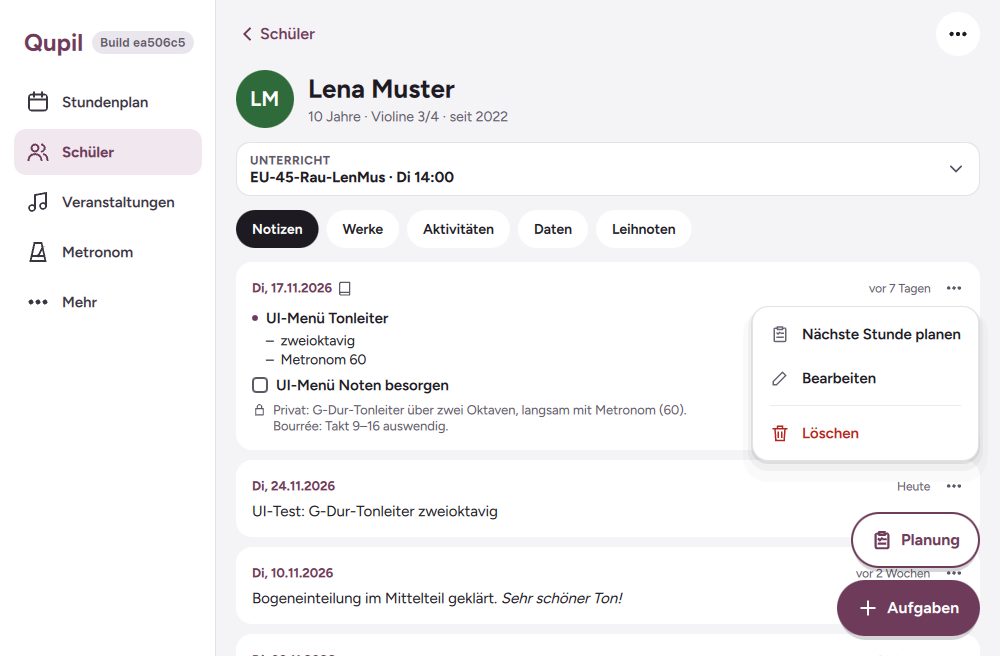 Qupil Build ea506c5
Stundenplan
Schüler
Veranstaltungen
Metronom
Mehr
Schüler
LM
Lena Muster
10 Jahre · Violine 3/4 · seit 2022
UNTERRICHT
EU-45-Rau-LenMus · Di 14:00
Notizen Werke Aktivitäten Daten Leihnoten
Di, 17.11.2026 vor 7 Tagen
• UI-Menü Tonleiter
– zweioktavig
– Metronom 60
UI-Menü Noten besorgen
Privat: G-Dur-Tonleiter über zwei Oktaven, langsam mit Metronom (60).
Bourrée: Takt 9–16 auswendig.
Nächste Stunde planen
Bearbeiten
Löschen
Di, 24.11.2026 Heute
UI-Test: G-Dur-Tonleiter zweioktavig
Planung
Di, 10.11.2026 vor 2 Wochen
Bogeneinteilung im Mittelteil geklärt. Sehr schöner Ton!
+ Aufgaben